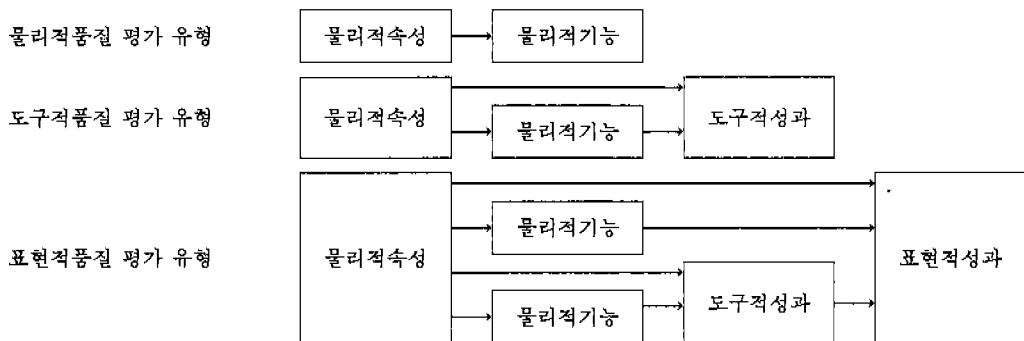 물리적품질 평가 유형 물리적속성 물리적기능
도구적품질 평가 유형 물리적속성 물리적기능 도구적성과
물리적기능
표현적품질 평가 유형 물리적속성 표현적성과
도구적성과
물리적기능